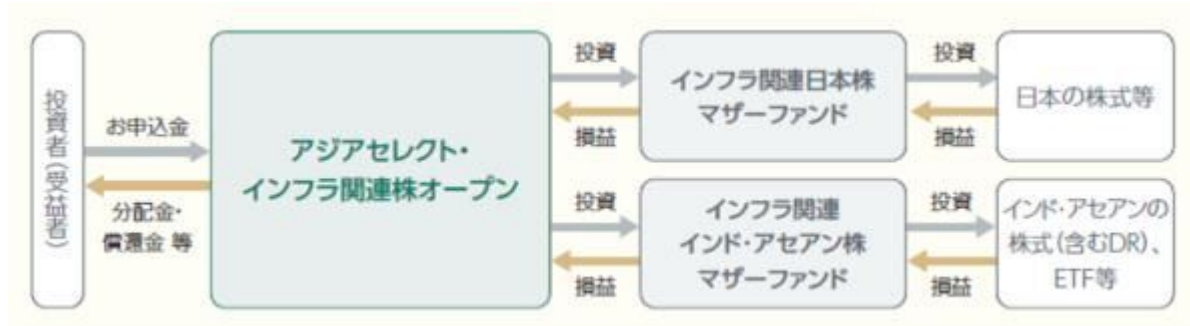 投資者(受益者)
お申込金
分配金・
償還金 等
アジアセレクト・
インフラ関連株オープン
投資
損益
インフラ関連日本株
マザーファンド
投資
損益
日本の株式等
投資
損益
インフラ関連
インド・アセアン株
マザーファンド
投資
損益
インド・アセアンの
株式(含むDR)、
ETF等